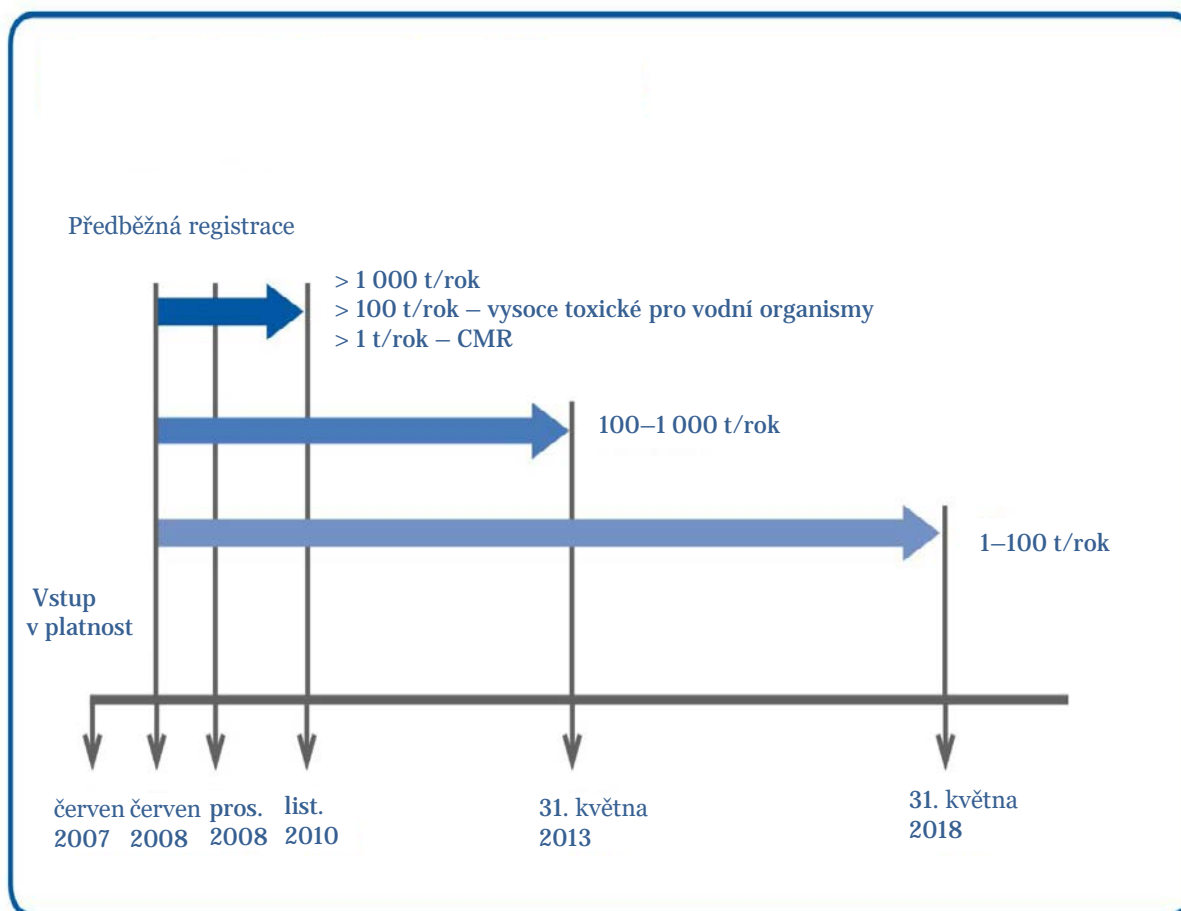 Předběžná registrace
> 1 000 t/rok
> 100 t/rok – vysoce toxické pro vodní organismy
> 1 t/rok – CMR
100–1 000 t/rok
1–100 t/rok
Vstup
v platnost
červen
2007
červen
2008
pros.
2008
list.
2010
31. května
2013
31. května
2018